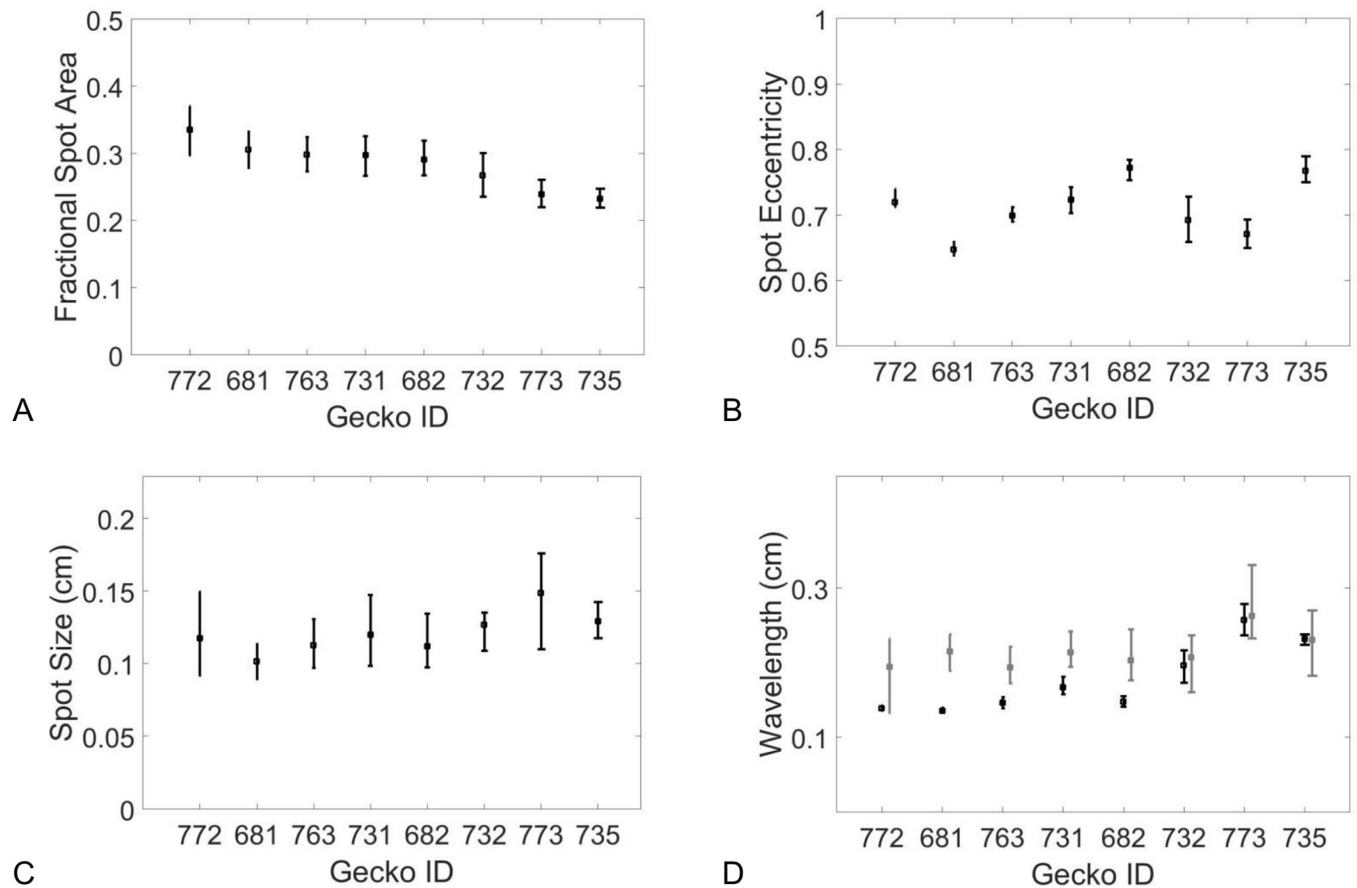 0.5
0.4
0.3
0.2
0.1
0
Fractional Spot Area
772 681 763 731 682 732 773 735
Gecko ID
A
1
0.9
0.8
0.7
0.6
0.5
Spot Eccentricity
772 681 763 731 682 732 773 735
Gecko ID
B
0.2
0.15
0.1
0.05
0
Spot Size (cm)
772 681 763 731 682 732 773 735
Gecko ID
C
0.3
0.1
Wavelength (cm)
772 681 763 731 682 732 773 735
Gecko ID
D